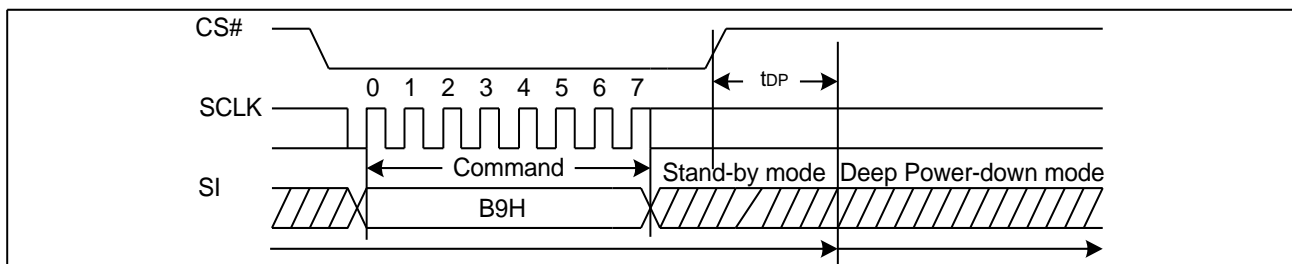 CS#
tDP
0 1 2 3 4 5 6 7
SCLK
Command
Stand-by mode
Deep Power-down mode
SI
B9H